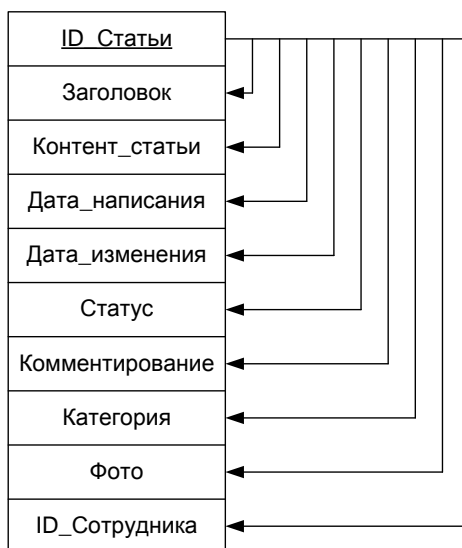 ID_Статьи
Заголовок
Контент_статьи
Дата_написания
Дата_изменения
Статус
Комментирование
Категория
Фото
ID_Сотрудника